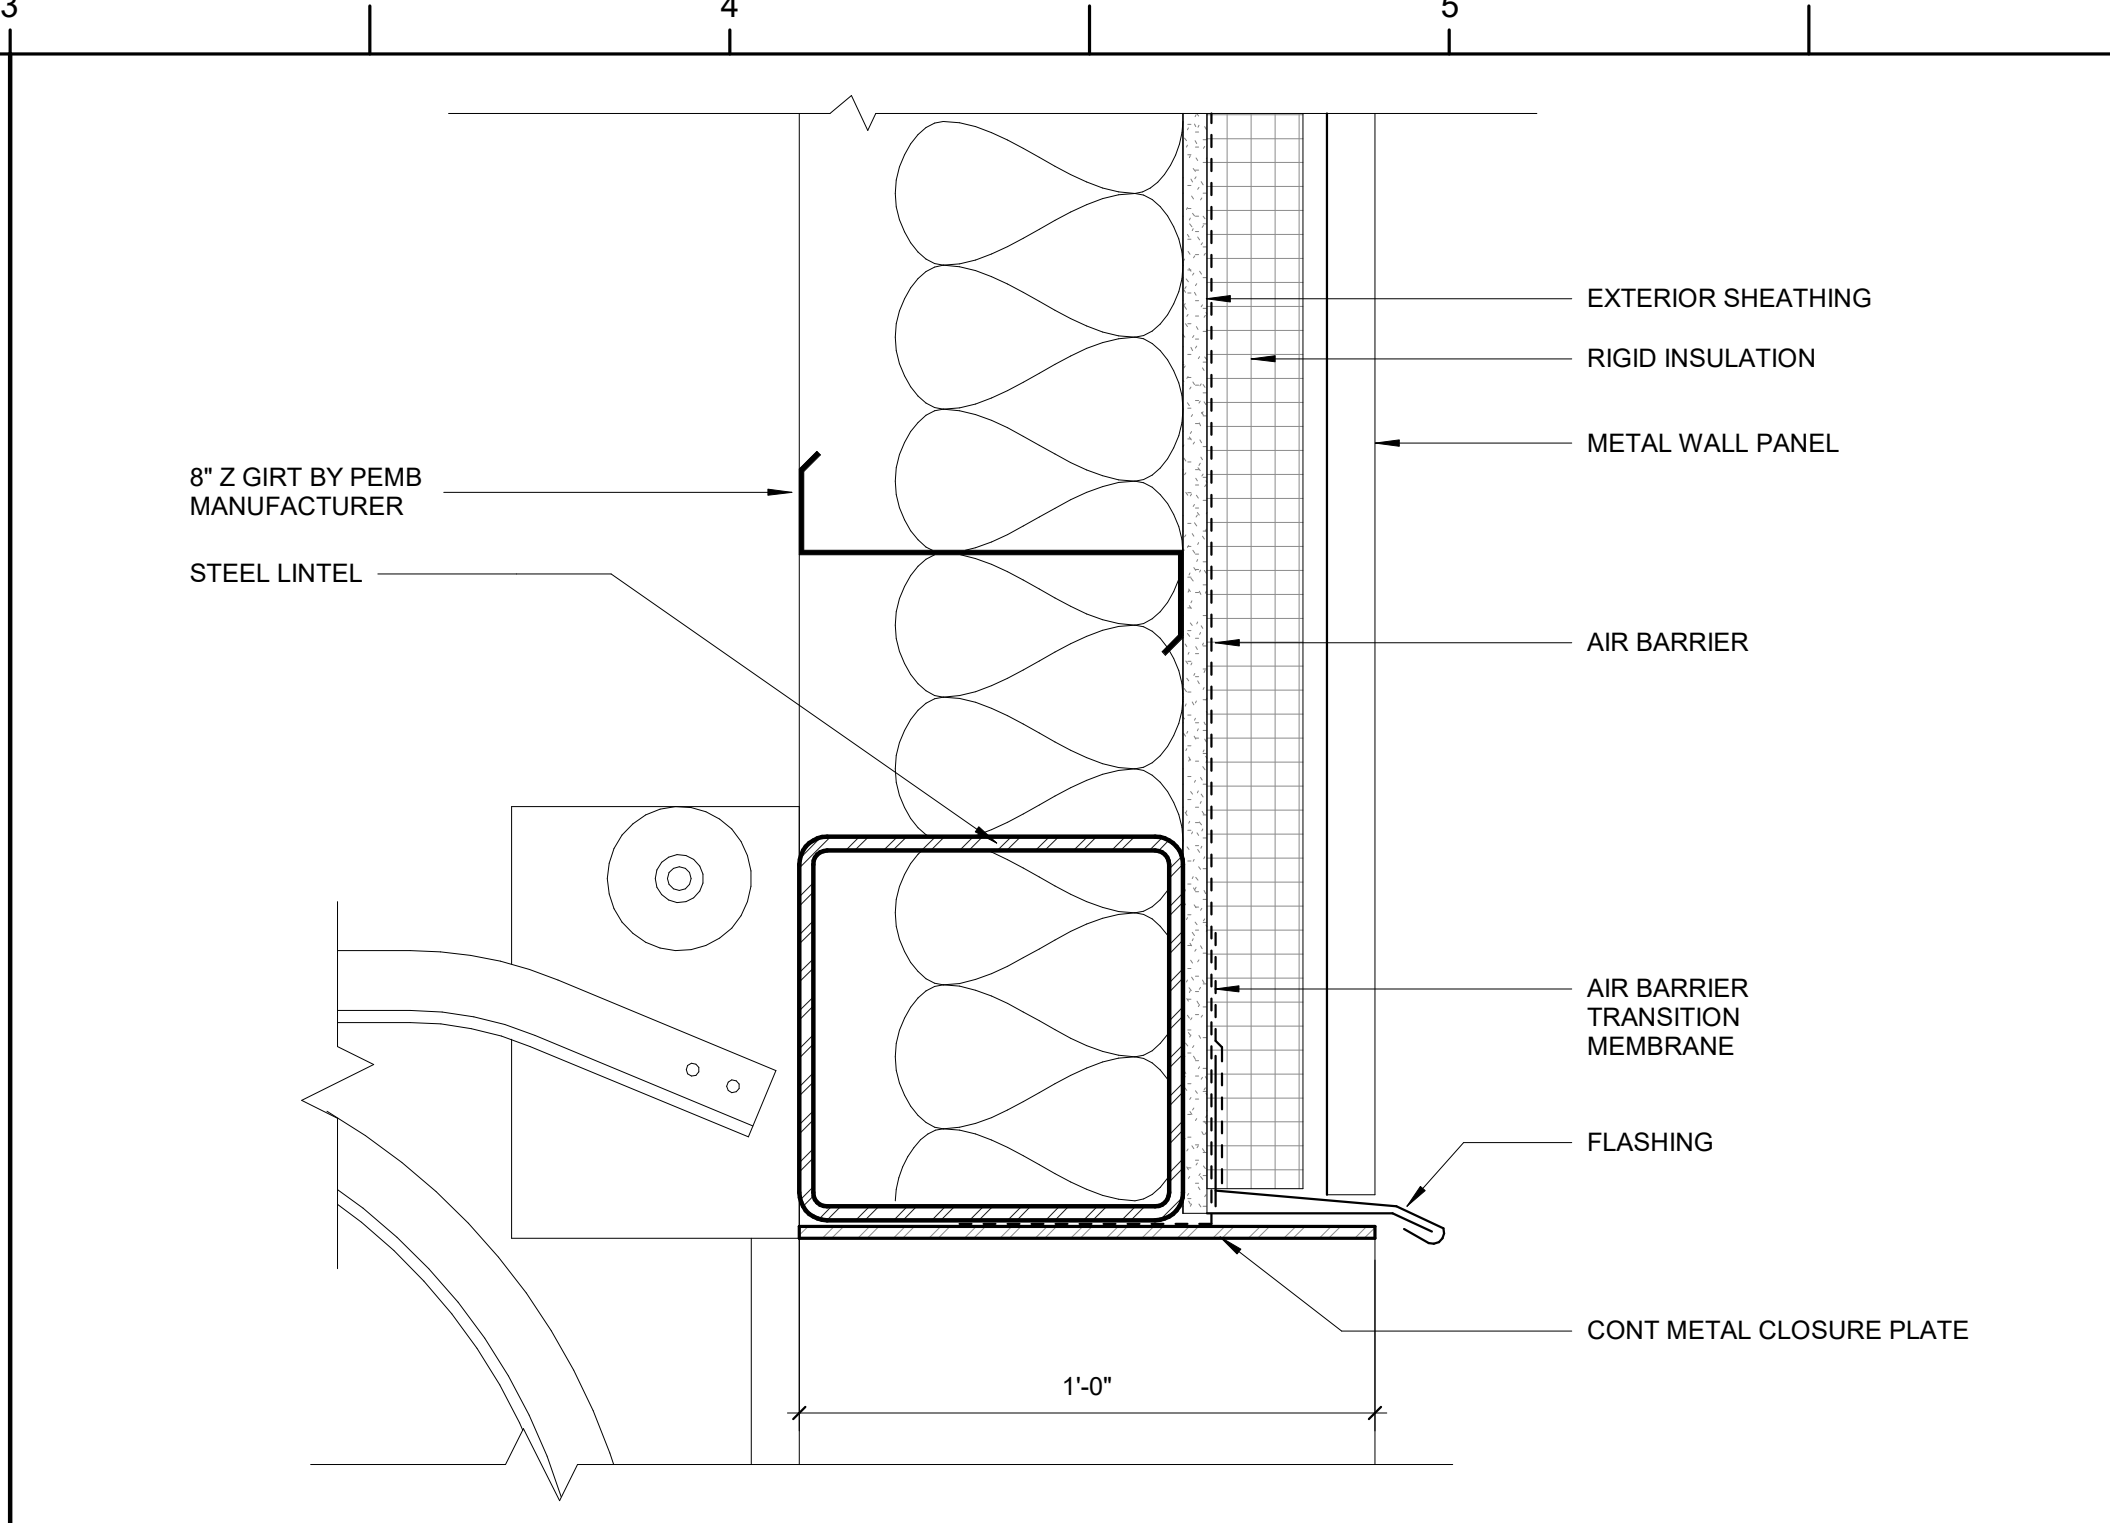 3 4 5
EXTERIOR SHEATHING
RIGID INSULATION
METAL WALL PANEL
8" Z GIRT BY PEMB
MANUFACTURER
STEEL LINTEL
AIR BARRIER
AIR BARRIER
TRANSITION
MEMBRANE
FLASHING
CONT METAL CLOSURE PLATE
1'-0"